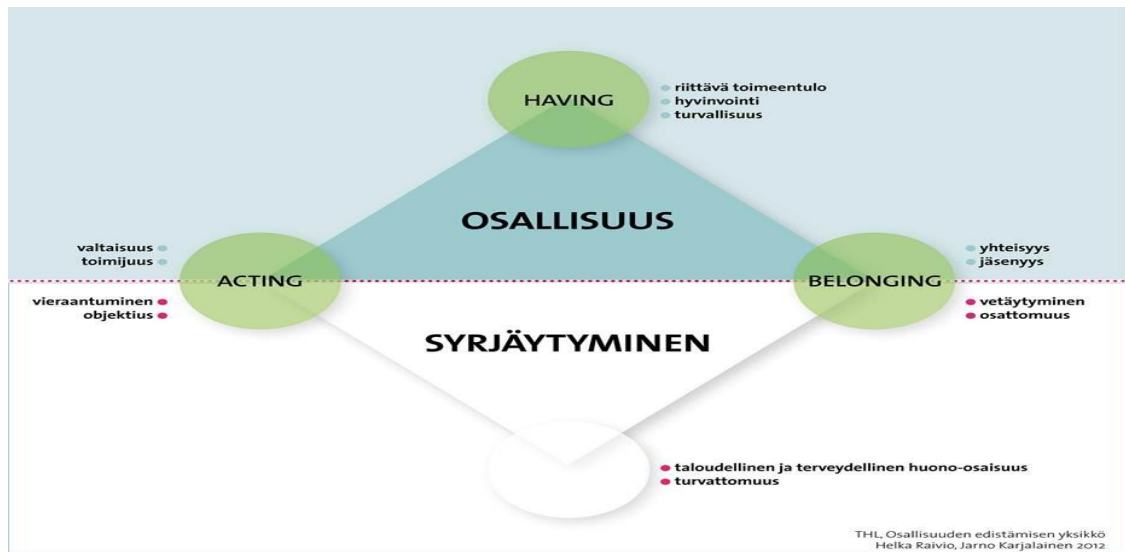 HAVING
riittävä toimeentulo
hyvinvointi
turvallisuus
OSALLISUUS
valtaisuus
toimijuus
yhteisyys
jäsenyys
ACTING
BELONGING
vieraantuminen
objektius
vetäytyminen
osattomuus
SYRJÄYTYMINEN
taloudellinen ja terveydellinen huono-osaisuus
turvattomuus
THL, Osallisuuden edistämisen yksikkö
Helka Raivio, Jarno Karjalainen 2012